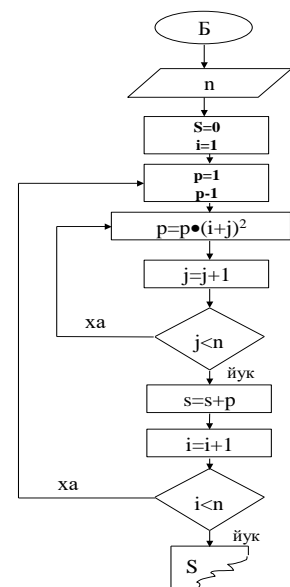 Б
n
S=0
i=1
p=1
p-1
p=p•(i+j)²
j=j+1
ха
j<n
йук
s=s+p
i=i+1
ха
i<n
йук
S